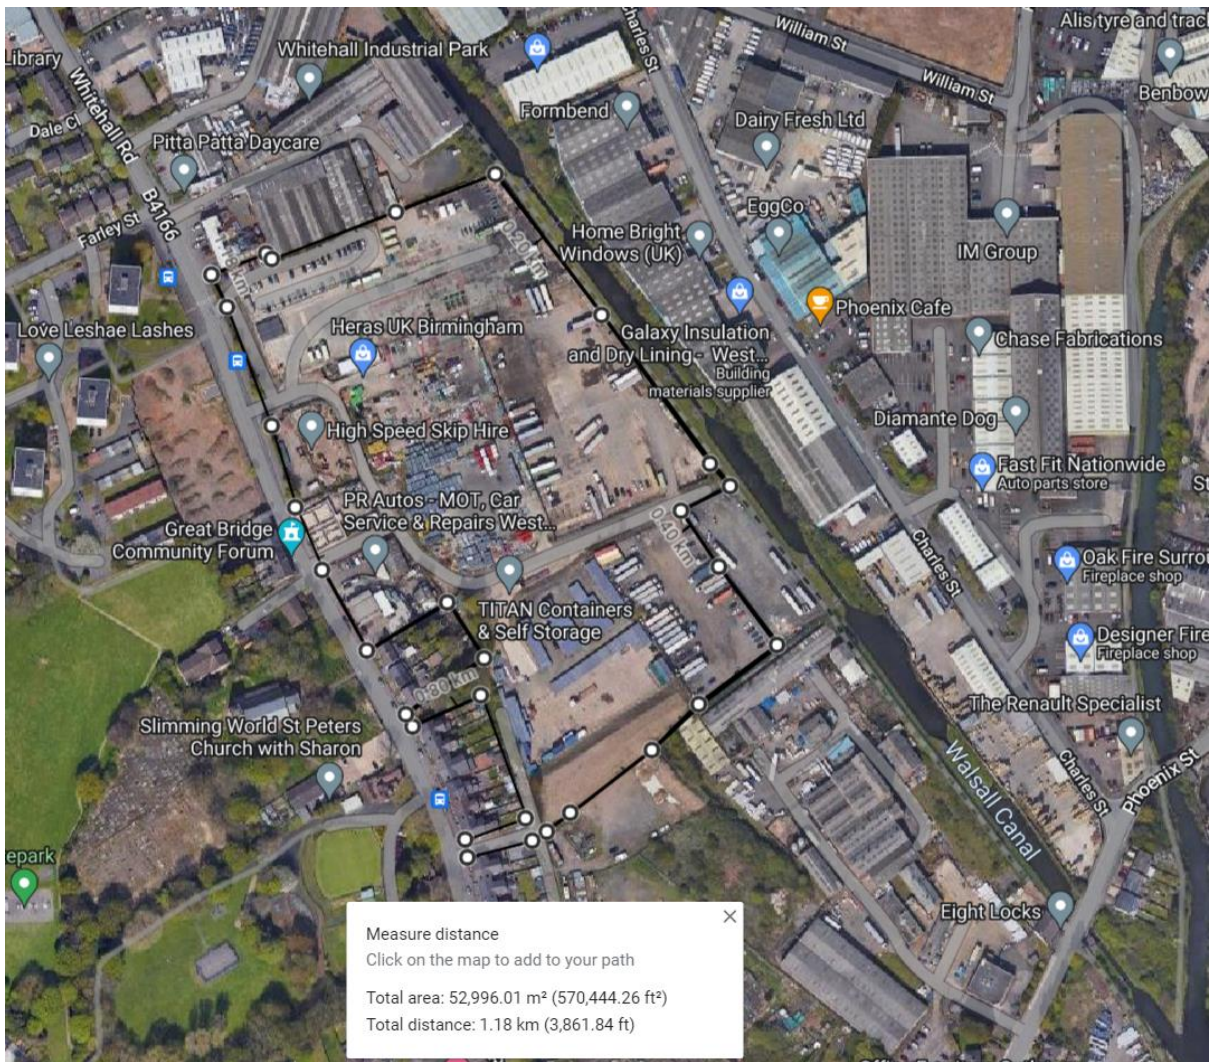 Library
Whitehall Rd
Dale Cl
Pitta Patta Daycare
Farley St
B4166
Whitehall Industrial Park
Formbend
Charles St
William St
William St
Alis tyre and track
Benbow
Dairy Fresh Ltd
EggCo
Home Bright
Windows (UK)
IM Group
0.20 km
Phoenix Cafe
Love Leshae Lashes
Heras UK Birmingham
Galaxy Insulation
and Dry Lining - West...
Building
materials supplier
Chase Fabrications
Diamante Dog
High Speed Skip Hire
Fast Fit Nationwide
Auto parts store
St
PR Autos - MOT, Car
Service & Repairs West...
Great Bridge
Community Forum
0.40 km
Charles St
Oak Fire Surrou
Fireplace shop
TITAN Containers
& Self Storage
Designer Fire
Fireplace shop
0.80 km
Slimming World St Peters
Church with Sharon
The Renault Specialist
Walsall Canal
Charles St
Phoenix St
epark
Eight Locks
Measure distance
Click on the map to add to your path
Total area: 52,996.01 m² (570,444.26 ft²)
Total distance: 1.18 km (3,861.84 ft)